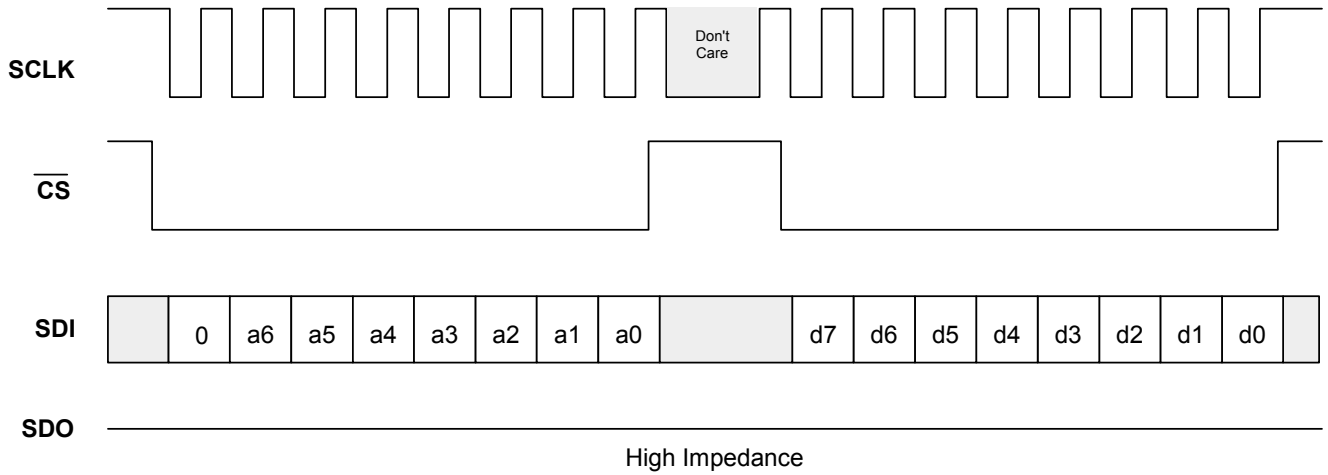 Don't
Care
SCLK
CS
SDI 0 a6 a5 a4 a3 a2 a1 a0 d7 d6 d5 d4 d3 d2 d1 d0
SDO
High Impedance